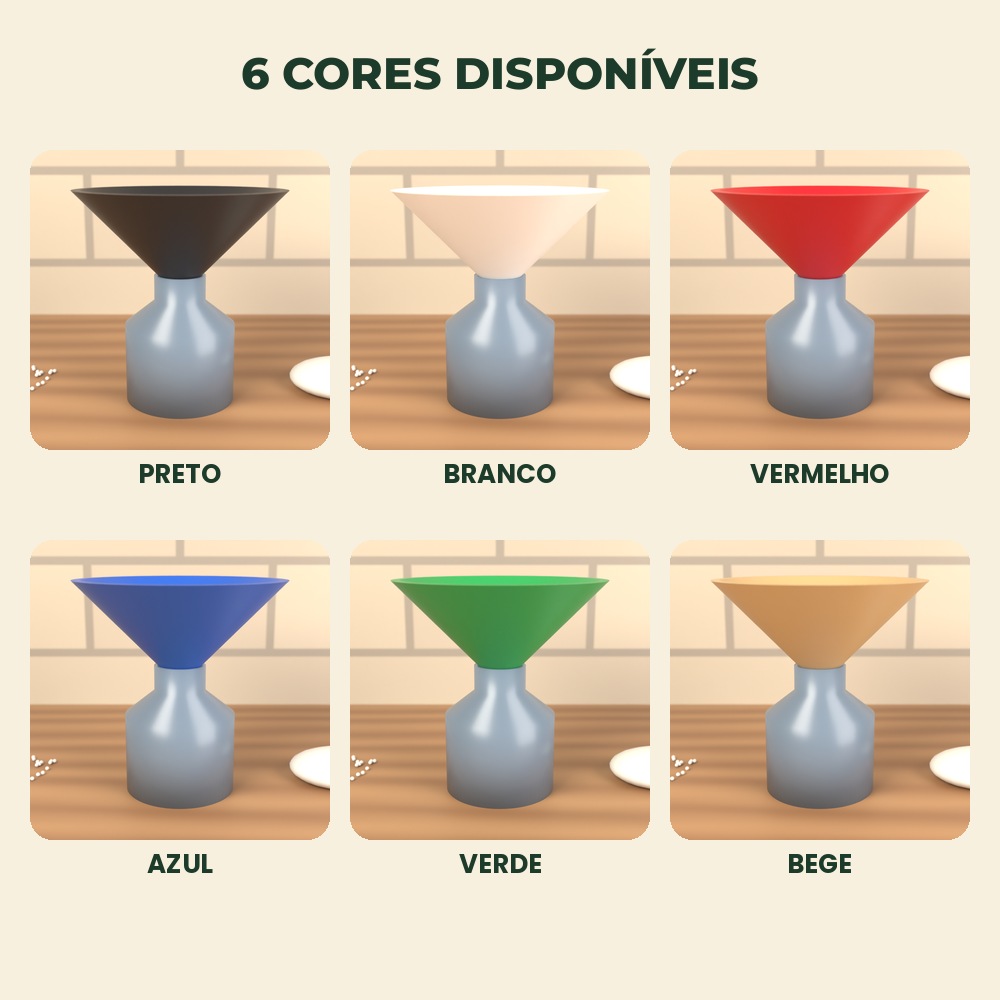 6 CORES DISPONÍVEIS
PRETO
BRANCO
VERMELHO
AZUL
VERDE
BEGE